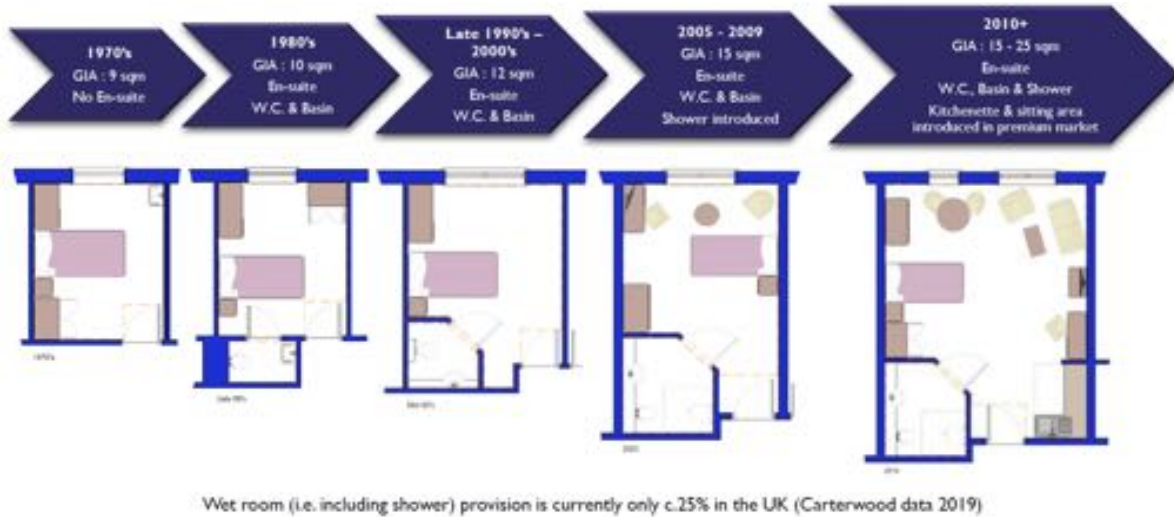 1970's
GIA : 9 sqm
No En-suite
1980's
GIA : 10 sqm
En-suite
W.C. & Basin
Late 1990's –
2000's
GIA : 12 sqm
En-suite
W.C. & Basin
2005 - 2009
GIA : 15 sqm
En-suite
W.C. & Basin
Shower introduced
2010+
GIA : 15 - 25 sqm
En-suite
W.C., Basin & Shower
Kitchenette & sitting area
introduced in premium market
1970's
Wet room (i.e. including shower) provision is currently only c.25% in the UK (Carterwood data 2019)